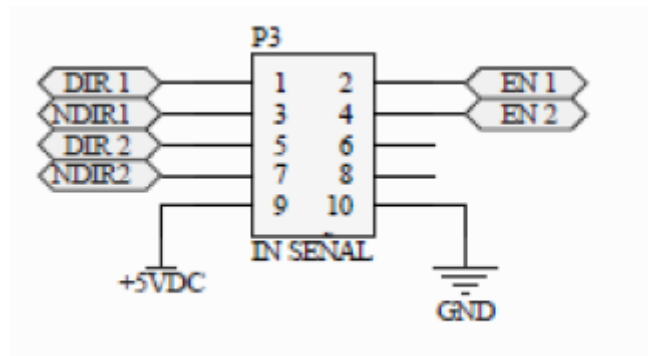 P3
DIR 1 1 2 EN 1
NDIR1 3 4 EN 2
DIR 2 5 6
NDIR2 7 8
9 10
IN SEÑAL
+5VDC
GND